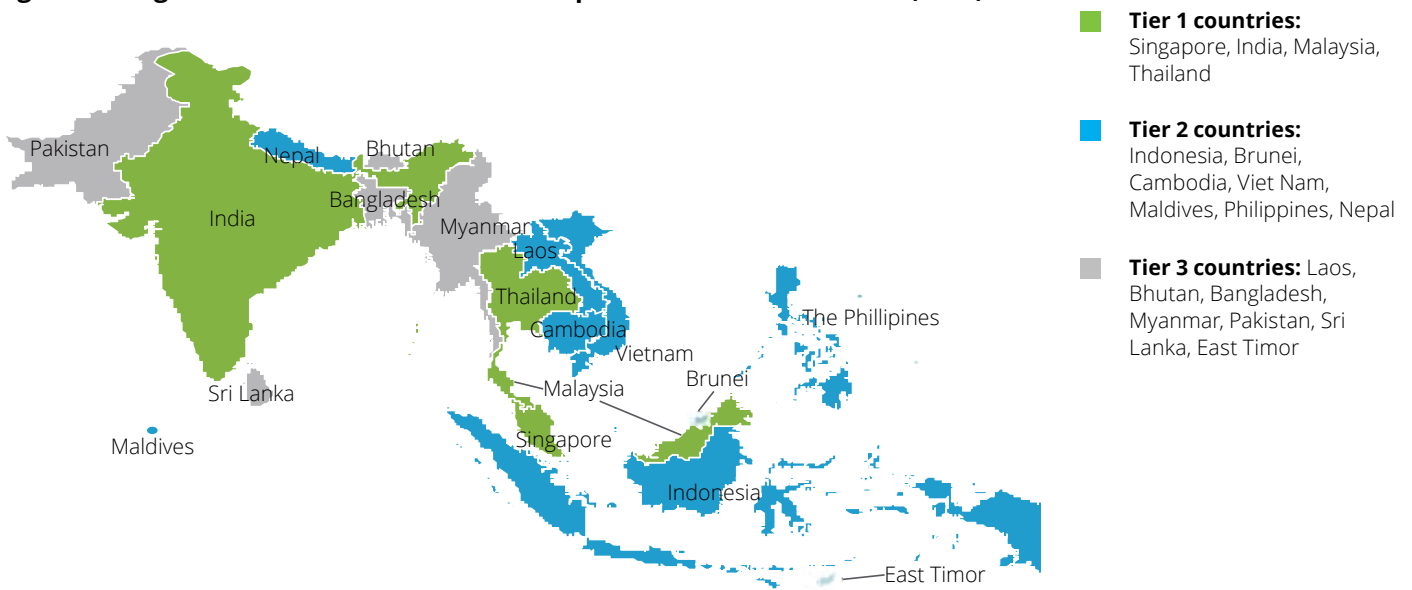 Tier 1 countries:
Singapore, India, Malaysia,
Thailand
Tier 2 countries:
Indonesia, Brunei,
Cambodia, Viet Nam,
Maldives, Philippines, Nepal
Tier 3 countries: Laos,
Bhutan, Bangladesh,
Myanmar, Pakistan, Sri
Lanka, East Timor
Pakistan
Nepal
Bhutan
Bangladesh
India
Myanmar
Laos
Thailand
Cambodia
The Phillipines
Vietnam
Brunei
Malaysia
Sri Lanka
Singapore
Maldives
Indonesia
East Timor